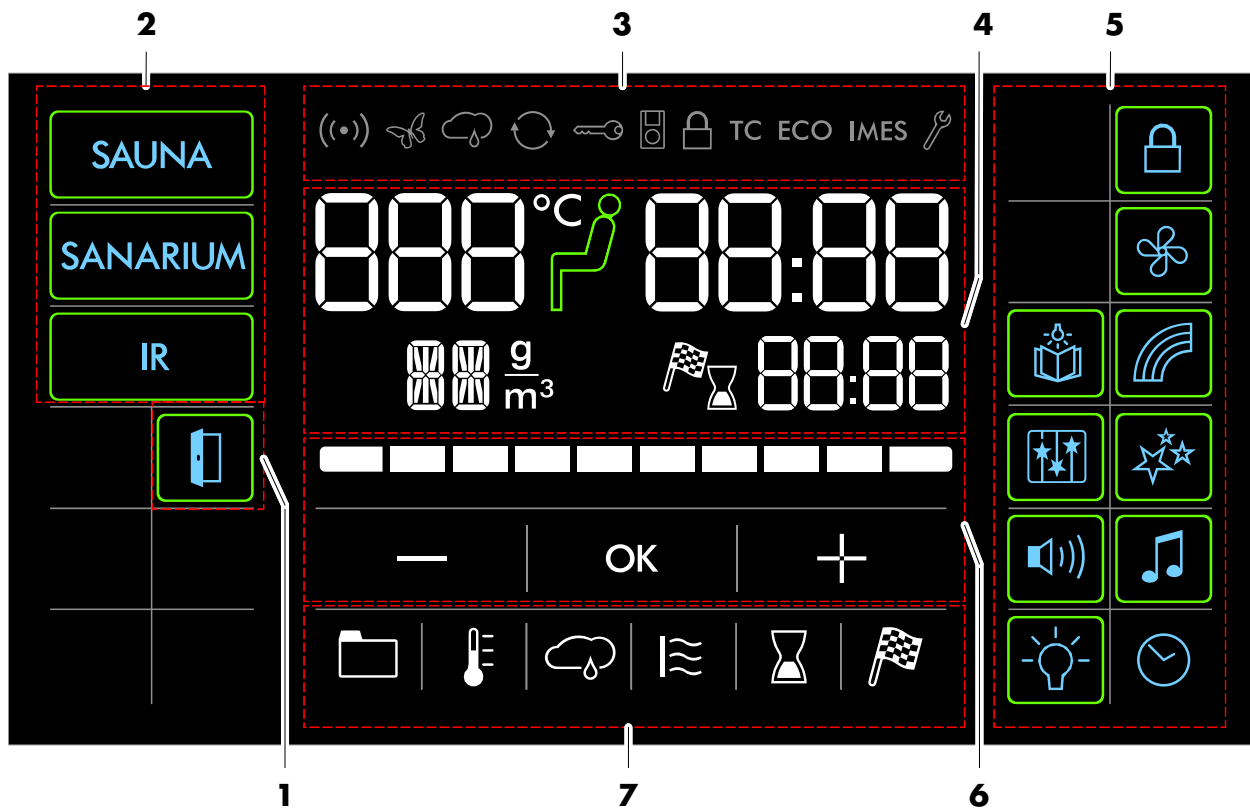 2 3 4 5
SAUNA
SANARIUM
IR
TC ECO IMES
888 °C 88:88
88 g/m³ 88:88
— OK +
1 7 6